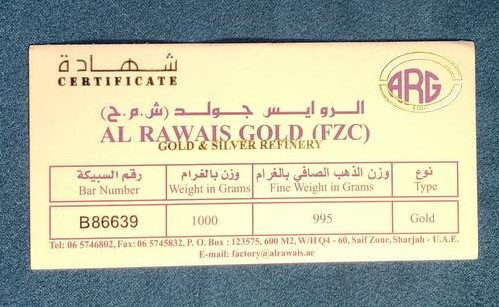 شهادة
CERTIFICATE
ARG
الروايس جولد (ش.م.ح)
AL RAWAIS GOLD (FZC)
GOLD & SILVER REFINERY
رقم السبيكة وزن بالغرام وزن الذهب الصافي بالغرام نوع
Bar Number Weight in Grams Fine Weight in Grams Type
B86639 1000 995 Gold
Tel: 06 5746802, Fax: 06 5745832, P. O. Box : 123575, 600 M2, W/H Q4 - 60, Saif Zone, Sharjah - U.A.E.
E-mail: factory@alrawais.ae